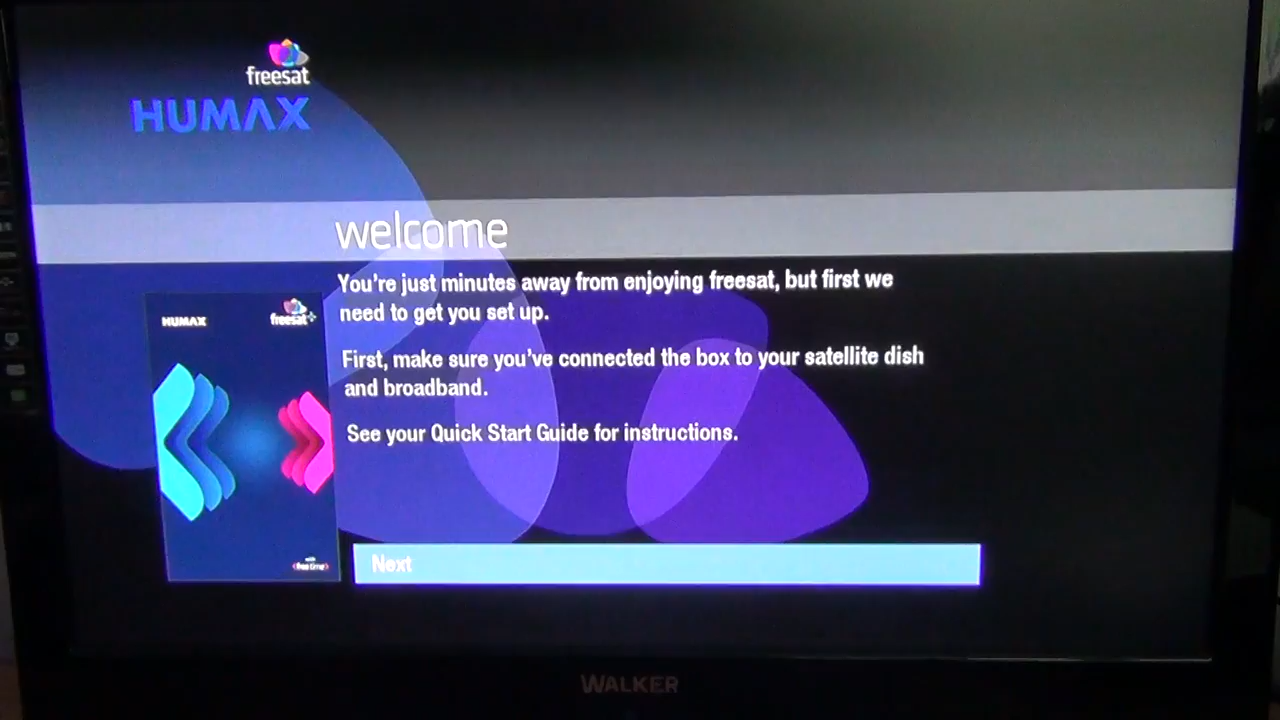 freesat
HUMAX
welcome
You're just minutes away from enjoying freesat, but first we
need to get you set up.
HUMAX
freesat+
First, make sure you've connected the box to your satellite dish
and broadband.
See your Quick Start Guide for instructions.
with
<freetime>
Next
WALKER